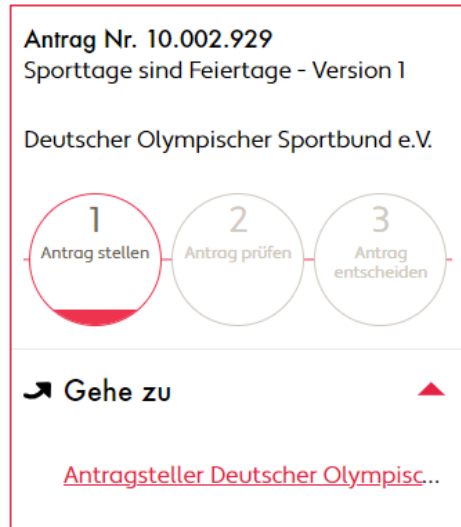 Antrag Nr. 10.002.929
Sporttage sind Feiertage - Version 1
Deutscher Olympischer Sportbund e.V.
1
Antrag stellen
2
Antrag prüfen
3
Antrag
entscheiden
Gehe zu
Antragsteller Deutscher Olympisc...